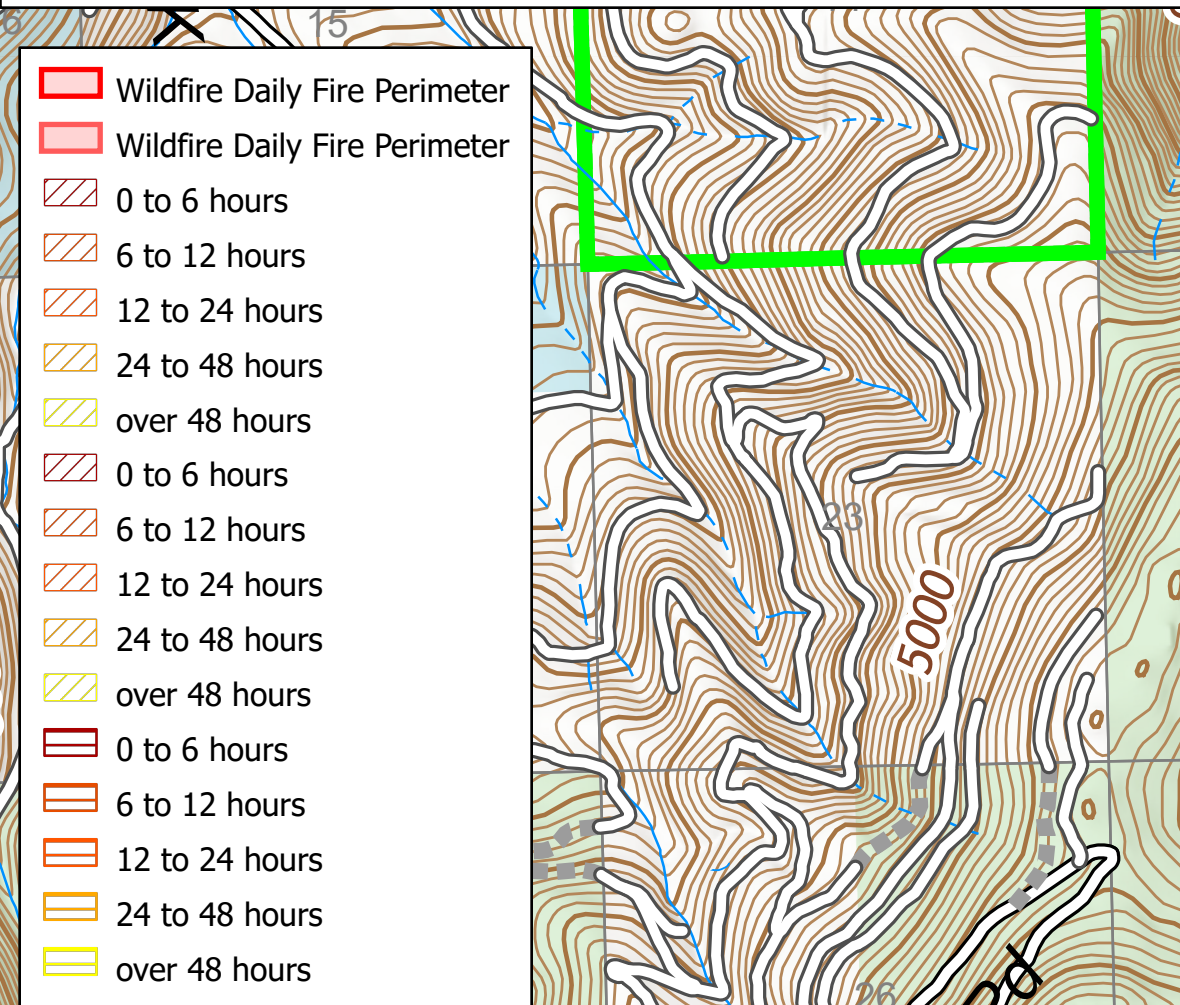 6
15
Wildfire Daily Fire Perimeter
Wildfire Daily Fire Perimeter
0 to 6 hours
6 to 12 hours
12 to 24 hours
24 to 48 hours
over 48 hours
0 to 6 hours
6 to 12 hours
12 to 24 hours
24 to 48 hours
over 48 hours
0 to 6 hours
6 to 12 hours
12 to 24 hours
24 to 48 hours
over 48 hours
23
5000
26